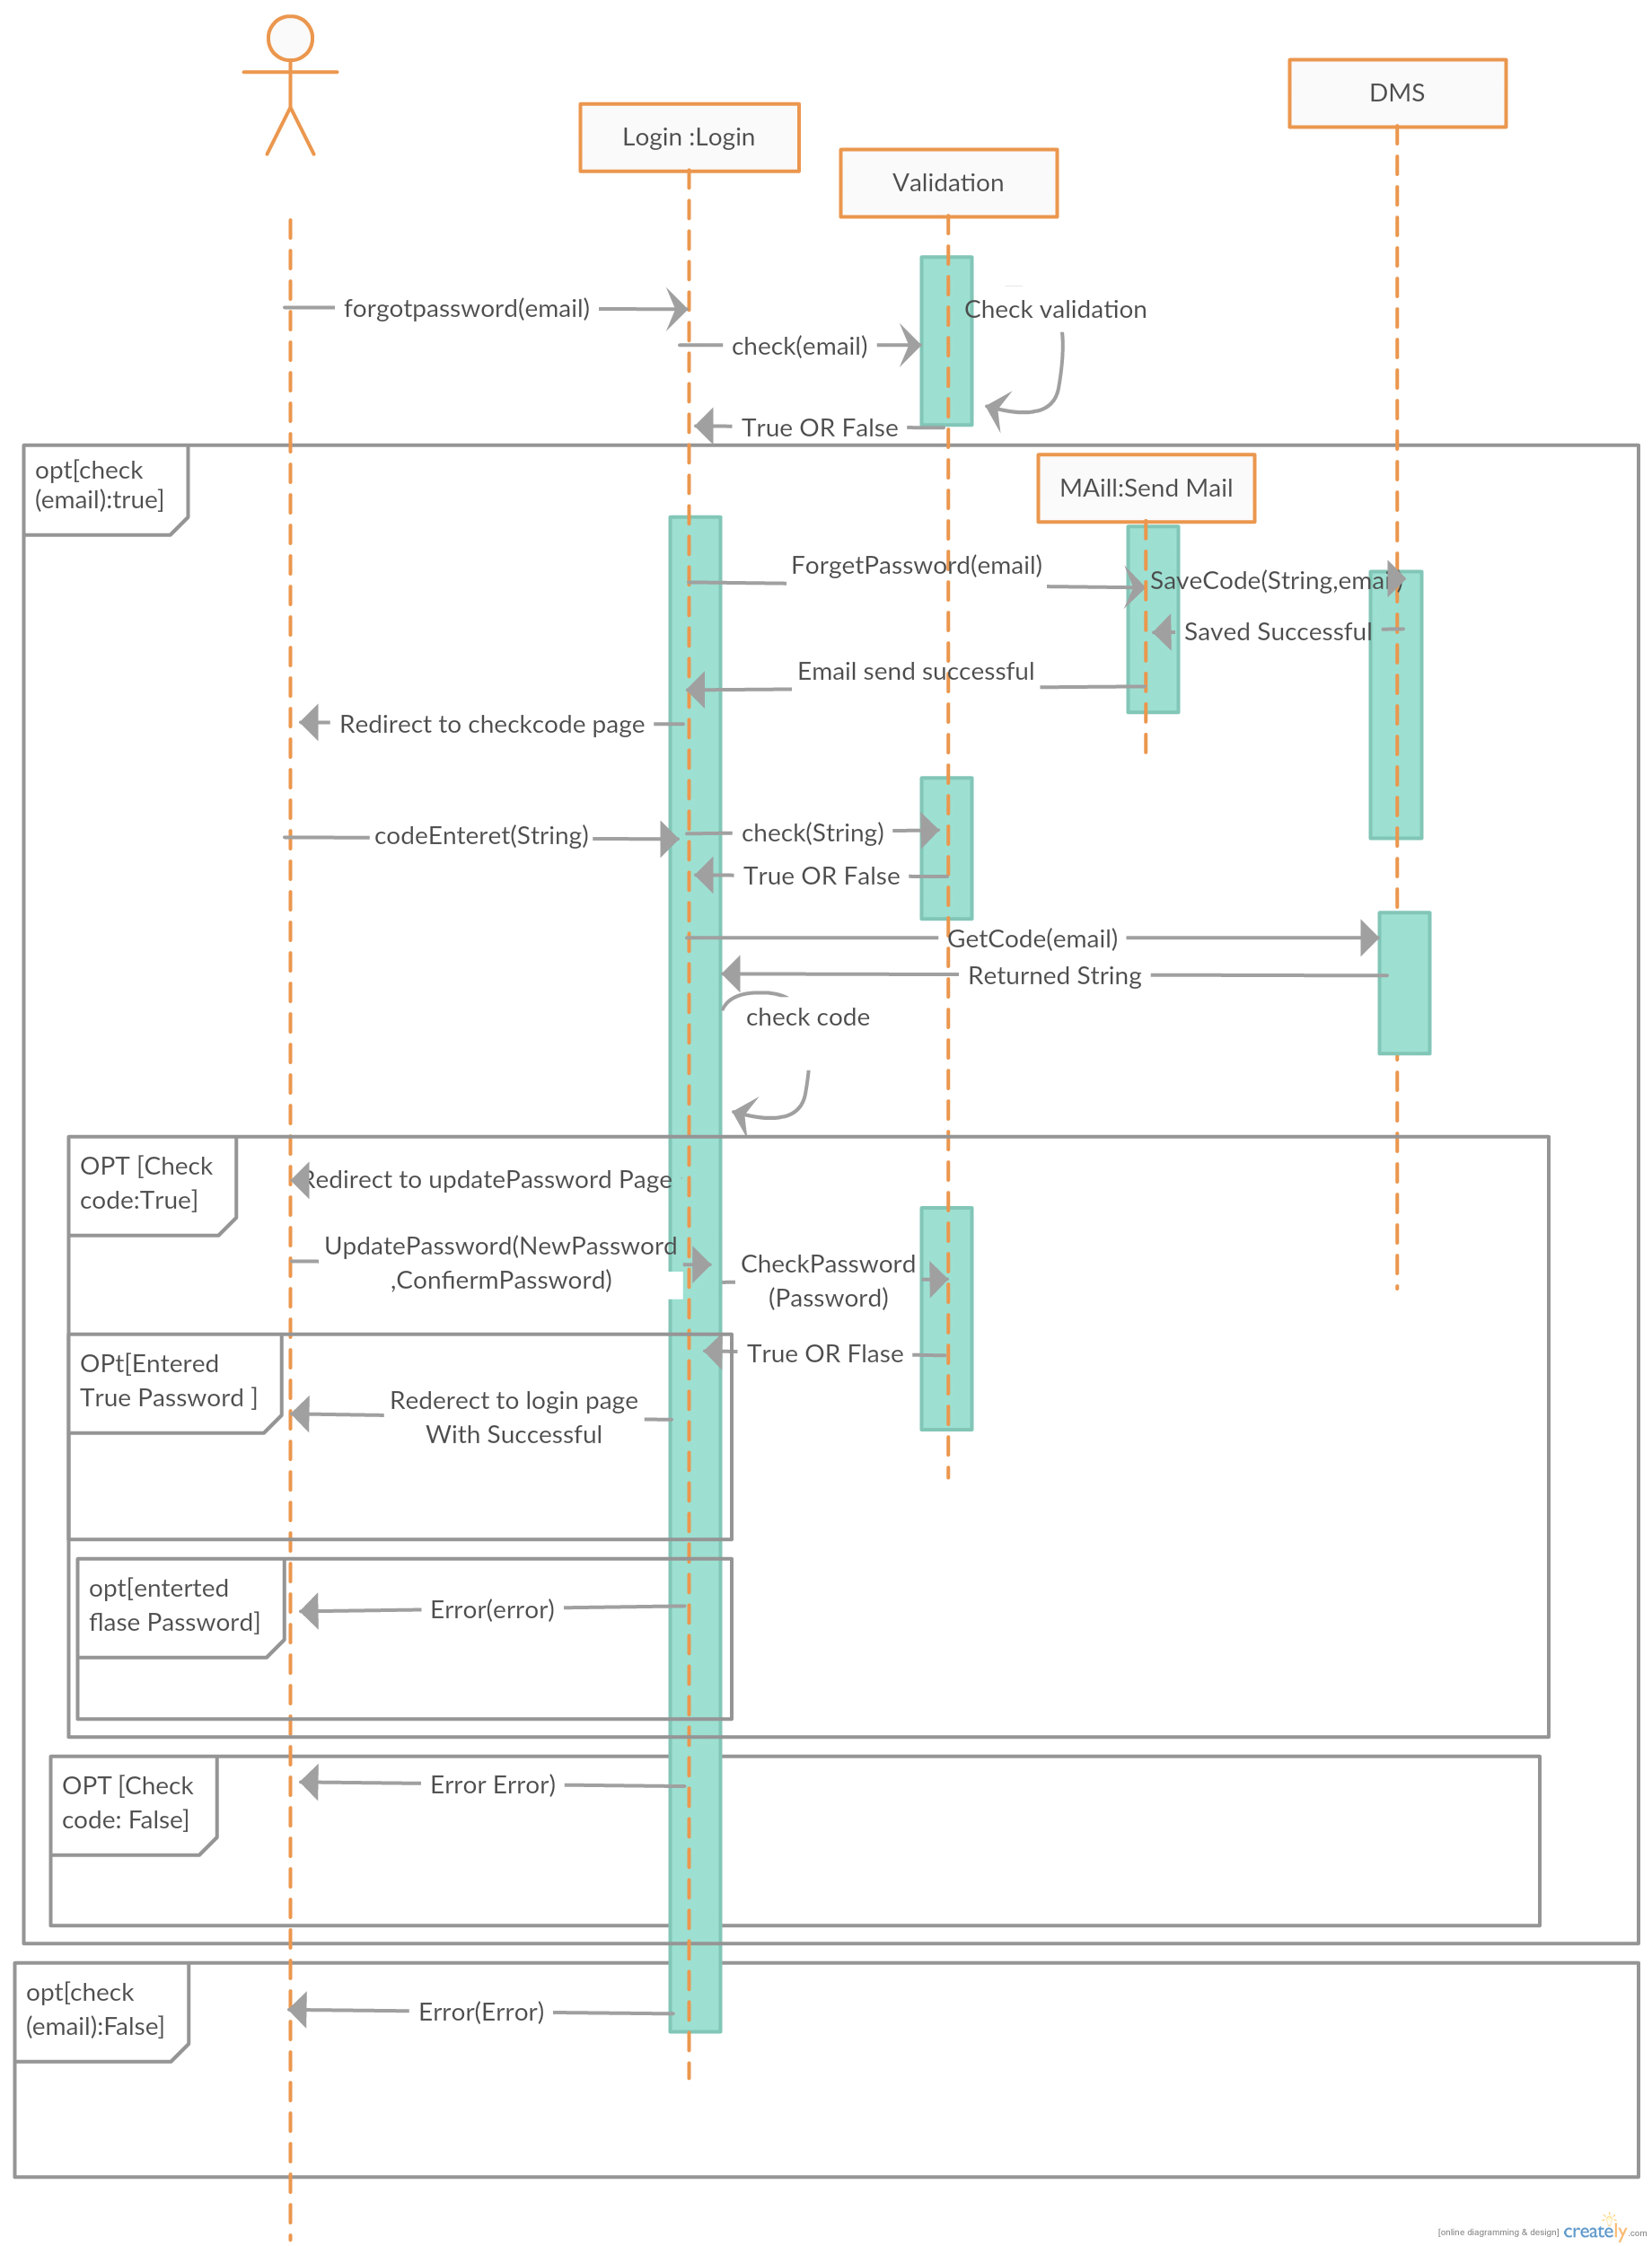 DMS
Login :Login
Validation
forgotpassword(email)
Check validation
check(email)
True OR False
opt[check
(email):true]
MAill:Send Mail
ForgetPassword(email)
SaveCode(String,email)
Saved Successful
Email send successful
Redirect to checkcode page
codeEnteret(String)
check(String)
True OR False
GetCode(email)
Returned String
check code
OPT [Check
code:True]
Redirect to updatePassword Page
UpdatePassword(NewPassword
,ConfiermPassword)
CheckPassword
(Password)
True OR Flase
OPt[Entered
True Password ]
Rederect to login page
With Successful
opt[enterted
flase Password]
Error(error)
OPT [Check
code: False]
Error Error)
opt[check
(email):False]
Error(Error)
[online diagramming & design] creately.com